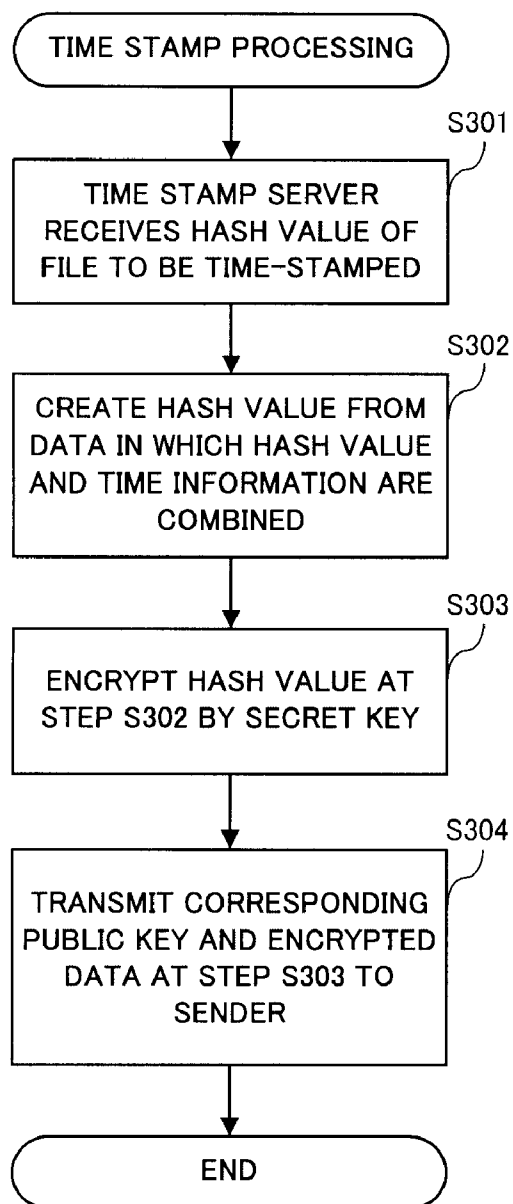 TIME STAMP PROCESSING
S301
TIME STAMP SERVER
RECEIVES HASH VALUE OF
FILE TO BE TIME-STAMPED
S302
CREATE HASH VALUE FROM
DATA IN WHICH HASH VALUE
AND TIME INFORMATION ARE
COMBINED
S303
ENCRYPT HASH VALUE AT
STEP S302 BY SECRET KEY
S304
TRANSMIT CORRESPONDING
PUBLIC KEY AND ENCRYPTED
DATA AT STEP S303 TO
SENDER
END